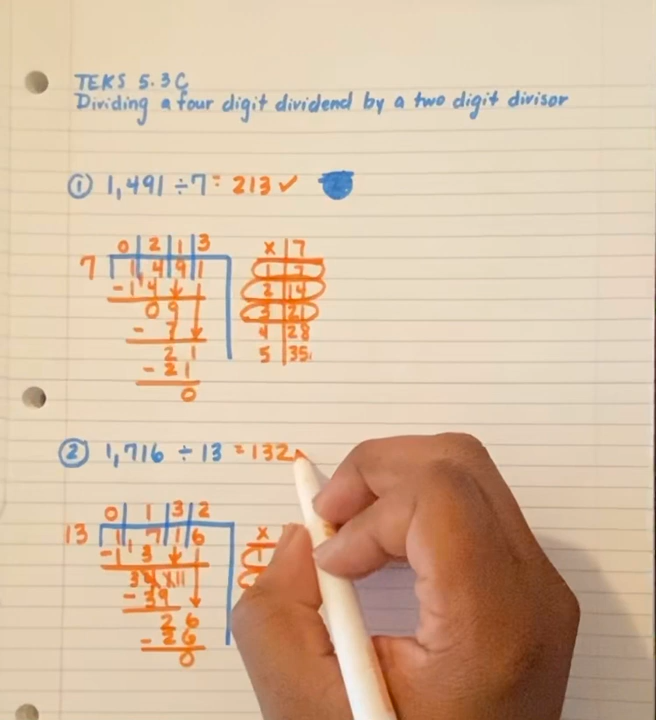 TEKS 5.3C
Dividing a four digit dividend by a two digit divisor
① 1,491 ÷ 7 = 213 ✓
0 2 1 3
7 1 4 9 1
-1 4
0 9
- 7
2 1
- 2 1
0
x 7
1 7
2 14
3 21
4 28
5 35
② 1,716 ÷ 13 = 132
0 1 3 2
13 1 7 1 6
-1 3
- 39
2 6
- 2 6
0
x
1